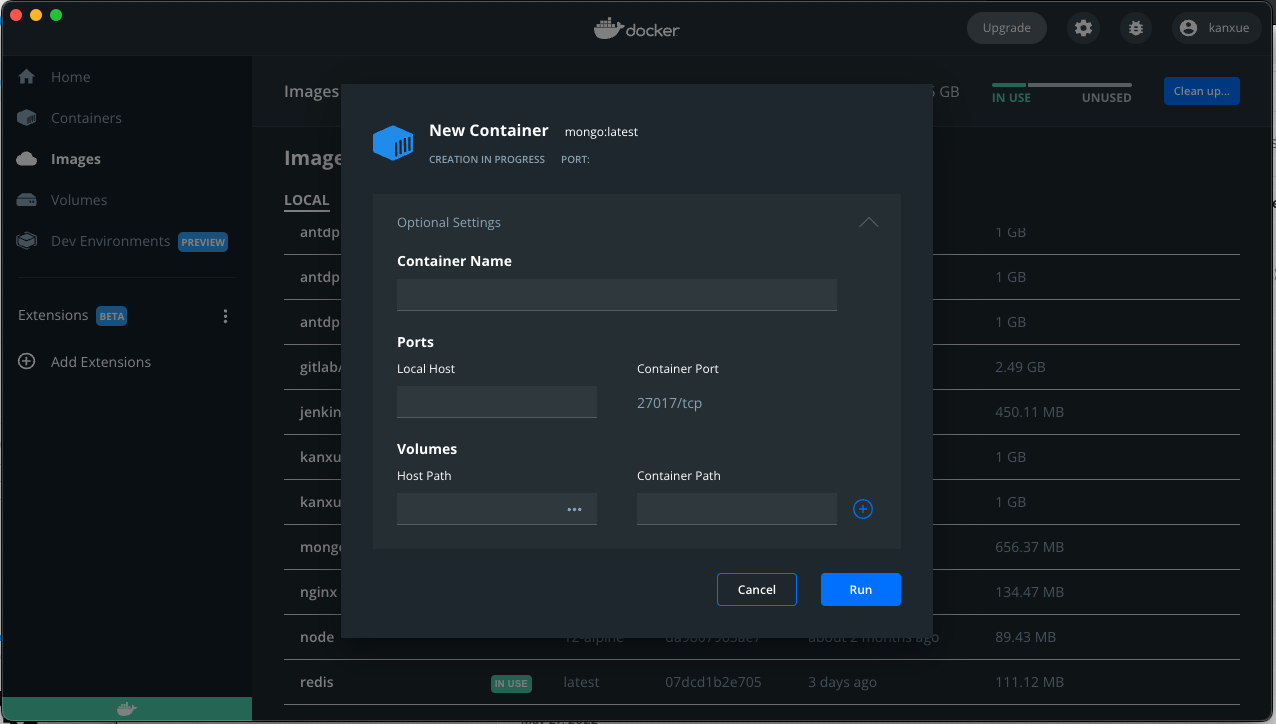 docker
Upgrade
kanxue
Home
Containers
Images
Volumes
Dev Environments PREVIEW
Extensions BETA
Add Extensions
Images
GB
IN USE
UNUSED
Clean up...
LOCAL
New Container mongo:latest
CREATION IN PROGRESS PORT:
Optional Settings
Container Name
Ports
Local Host
Container Port
27017/tcp
Volumes
Host Path
Container Path
Cancel
Run
antdp 1 GB
antdp 1 GB
antdp 1 GB
gitlab/ 2.49 GB
jenkin 450.11 MB
kanxu 1 GB
kanxu 1 GB
mong 656.37 MB
nginx 134.47 MB
node 12-alpine about 2 months ago 89.43 MB
redis IN USE latest 07dcd1b2e705 3 days ago 111.12 MB